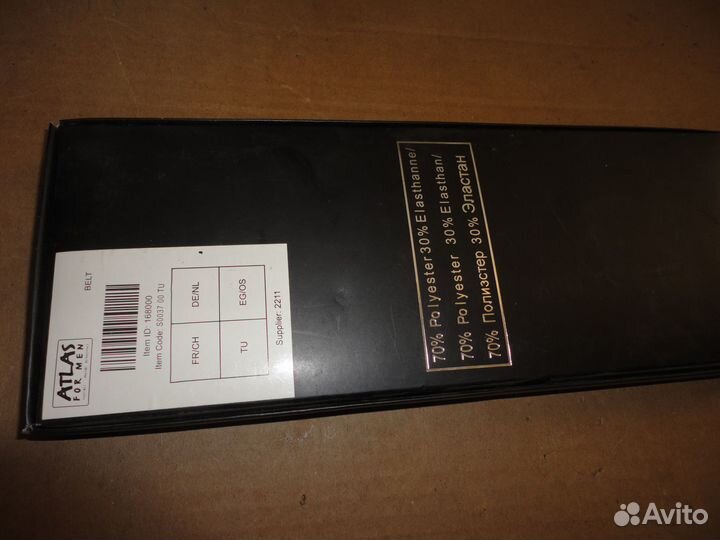 BELT
ATLAS
FOR MEN
Item ID: 168000
Item Code: S0037 00 TU
FR/CH
DE/NL
TU
EG/OS
Supplier: 2211
70% Polyester 30% Elasthanne/
70% Polyester 30% Elasthan/
70% Полиэстер 30% Эластан
Avito